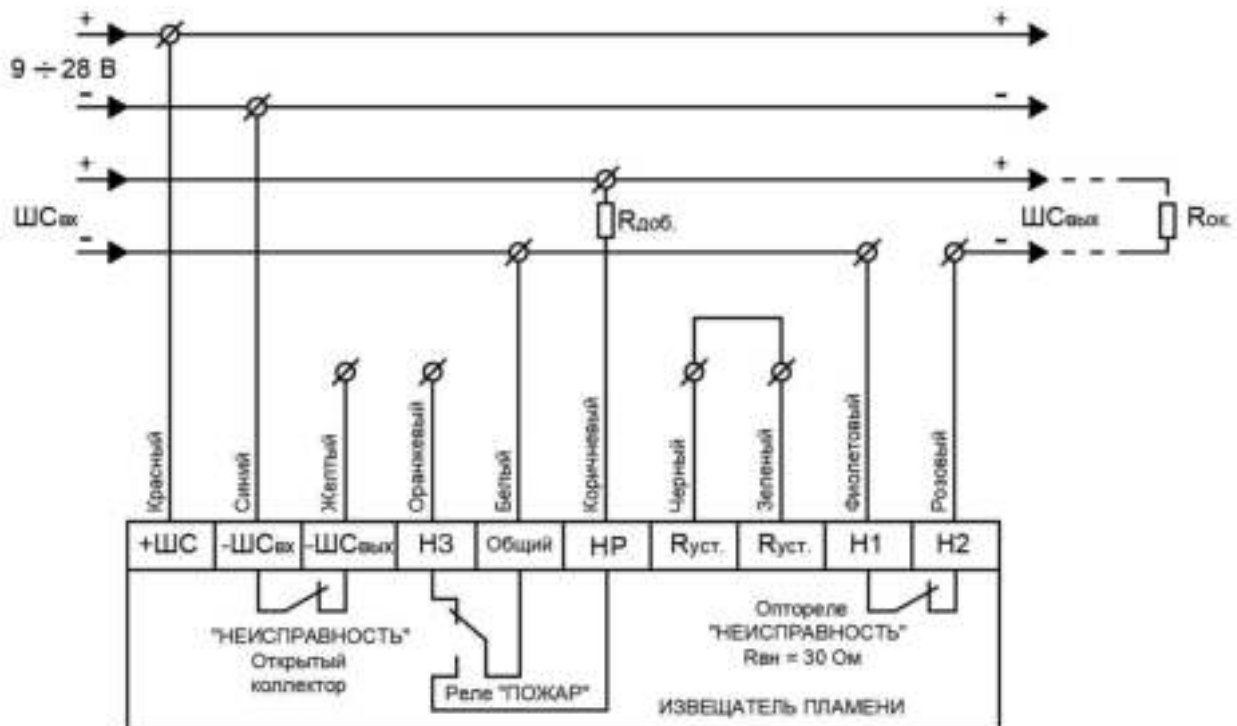 + +
9 ÷ 28 В
- -
+ +
ШСвх Rдоб. ШСвых Rок.
- -
Красный
Синий
Желтый
Оранжевый
Белый
Коричневый
Черный
Зеленый
Фиолетовый
Розовый
+ШС -ШСвх -ШСвых НЗ Общий НР Rуст. Rуст. Н1 Н2
"НЕИСПРАВНОСТЬ"
Открытый
коллектор
Реле "ПОЖАР"
Оптореле
"НЕИСПРАВНОСТЬ"
Rвн = 30 Ом
ИЗВЕЩАТЕЛЬ ПЛАМЕНИ